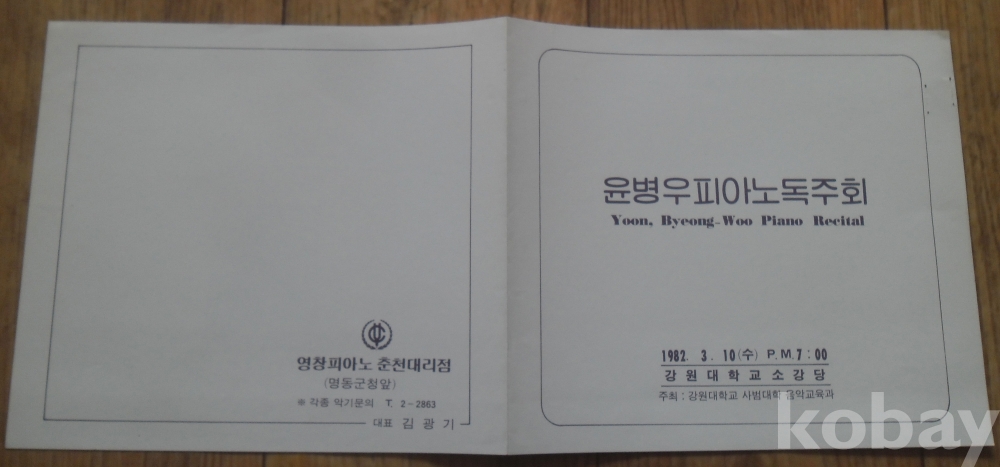 영창피아노 춘천대리점
(명동군청앞)
※ 각종 악기문의 T. 2-2863
대표 김광기
윤병우피아노독주회
Yoon, Byeong-Woo Piano Recital
1982. 3. 10(수) P.M.7:00
강원대학교소강당
주최 : 강원대학교 사범대학 음악교육과
kobay